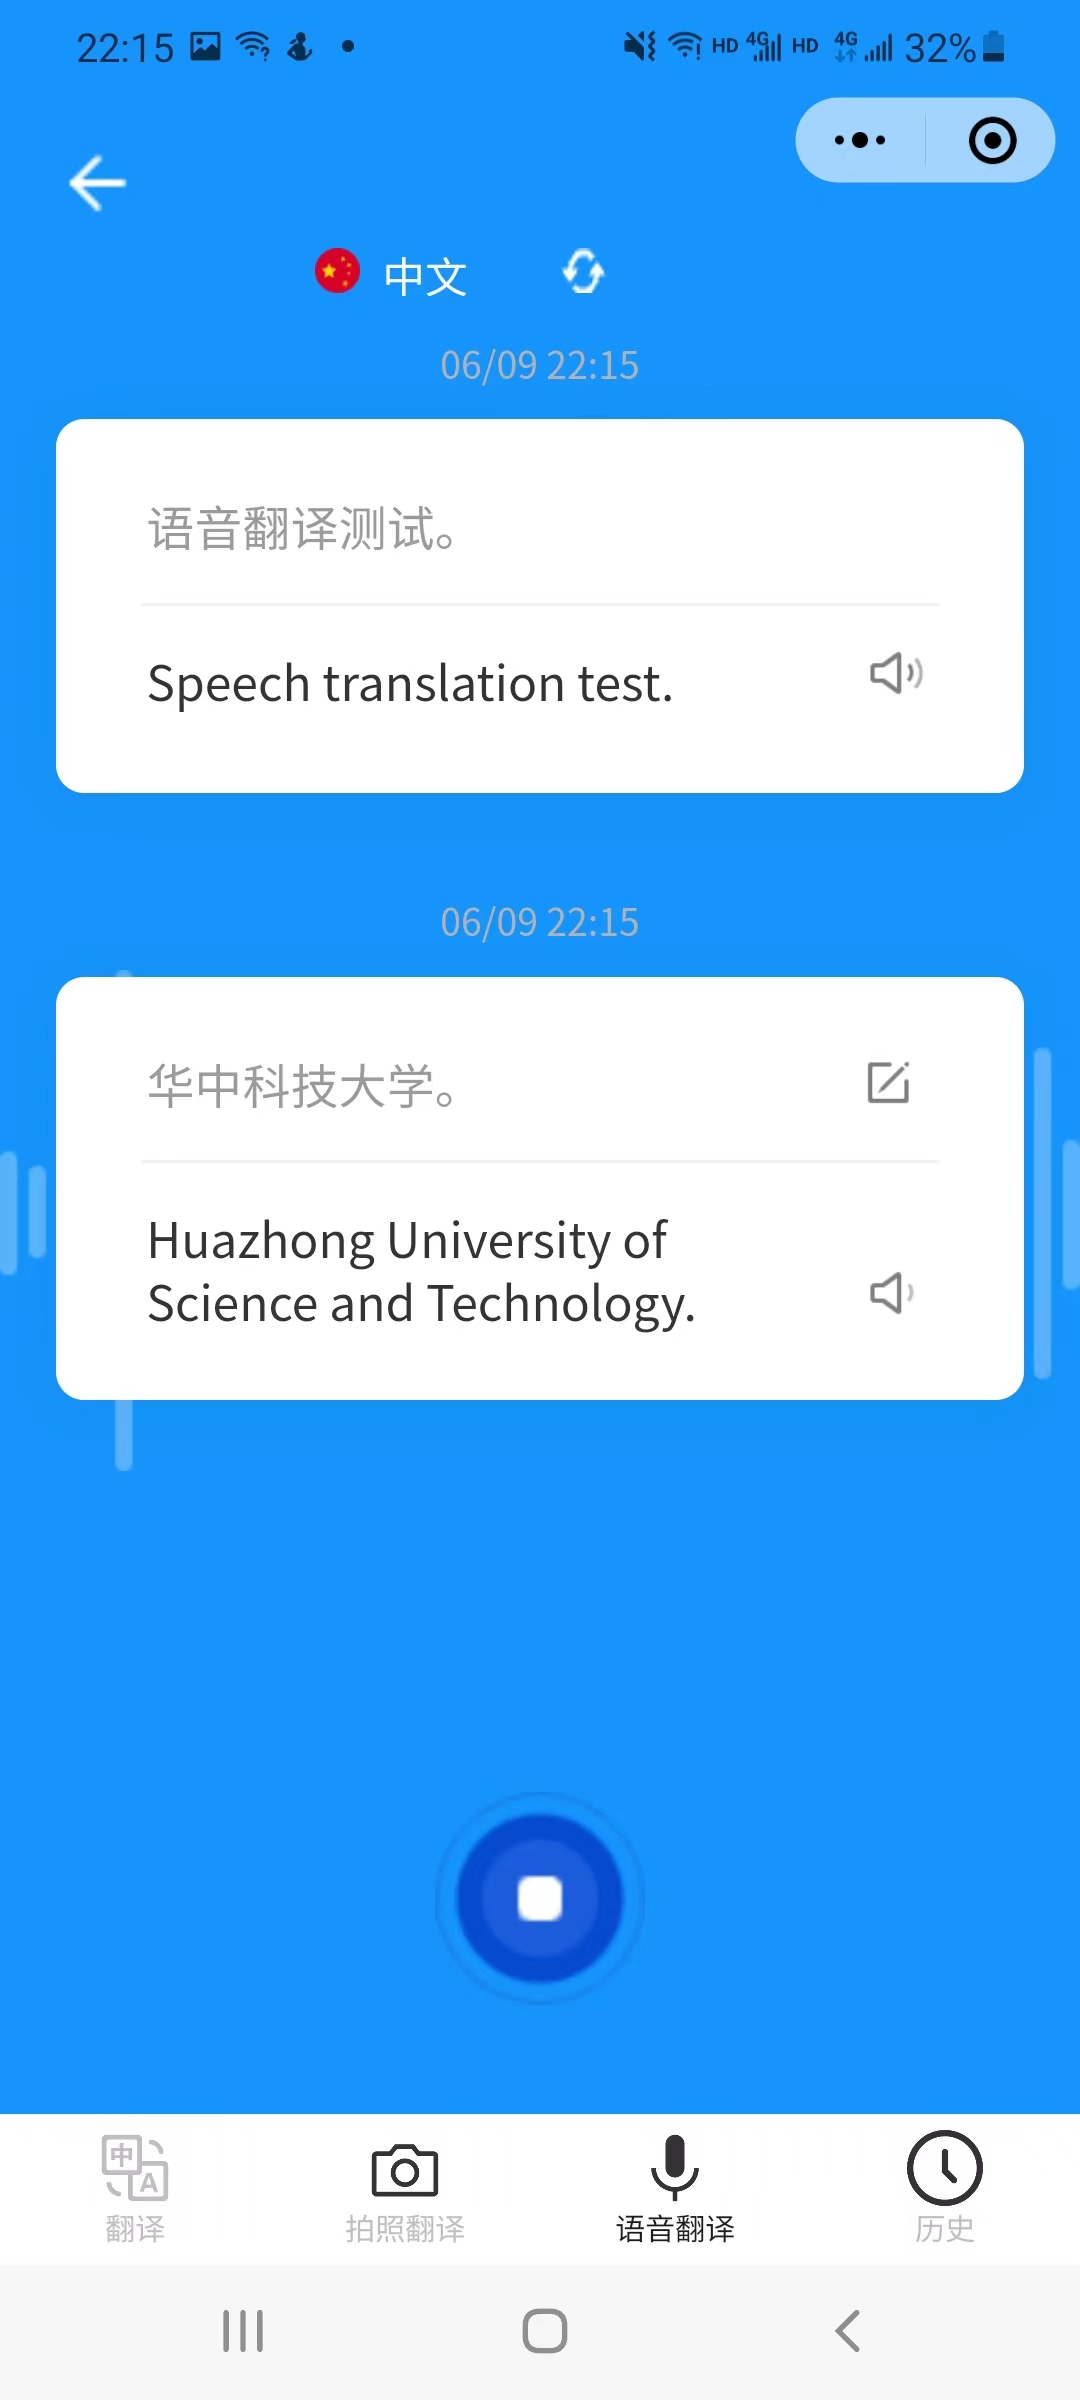 22:15
HD 4G HD 4G 32%
中文
06/09 22:15
语音翻译测试。
Speech translation test.
06/09 22:15
华中科技大学。
Huazhong University of
Science and Technology.
中 A
翻译 拍照翻译 语音翻译 历史